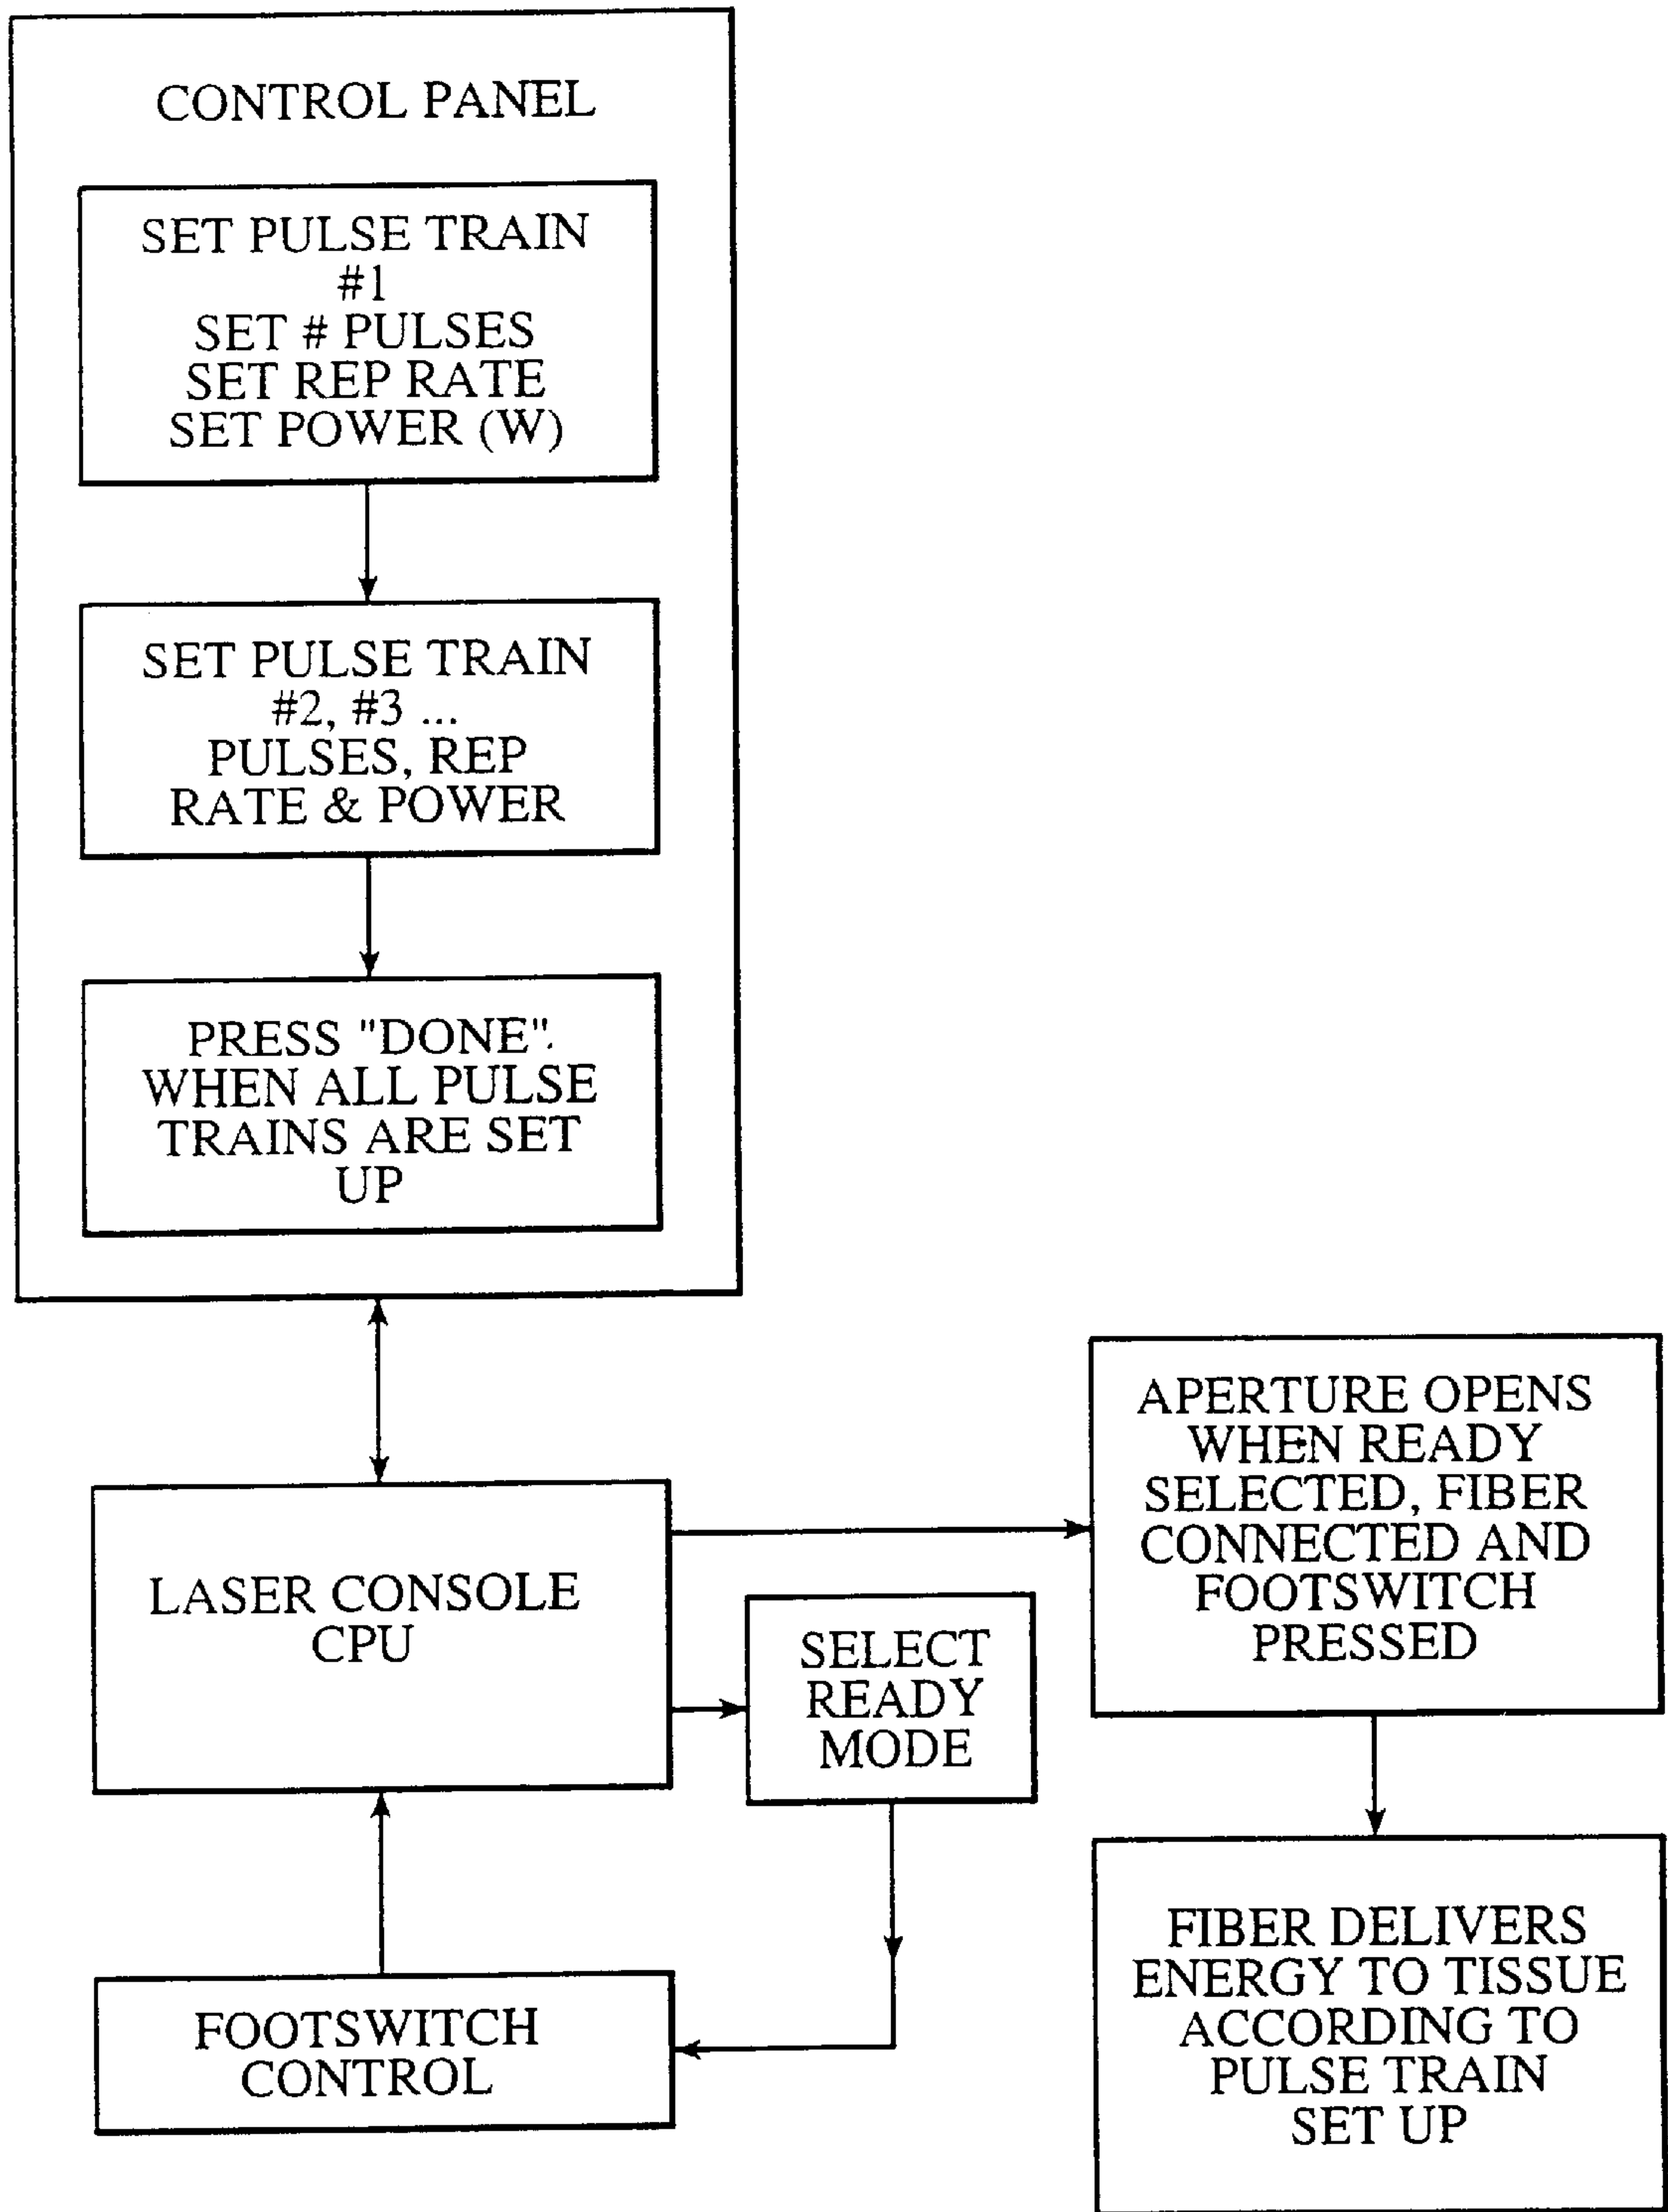 CONTROL PANEL
SET PULSE TRAIN
#1
SET # PULSES
SET REP RATE
SET POWER (W)
SET PULSE TRAIN
#2, #3 ...
PULSES, REP
RATE & POWER
PRESS "DONE".
WHEN ALL PULSE
TRAINS ARE SET
UP
LASER CONSOLE
CPU
SELECT
READY
MODE
FOOTSWITCH
CONTROL
APERTURE OPENS
WHEN READY
SELECTED, FIBER
CONNECTED AND
FOOTSWITCH
PRESSED
FIBER DELIVERS
ENERGY TO TISSUE
ACCORDING TO
PULSE TRAIN
SET UP